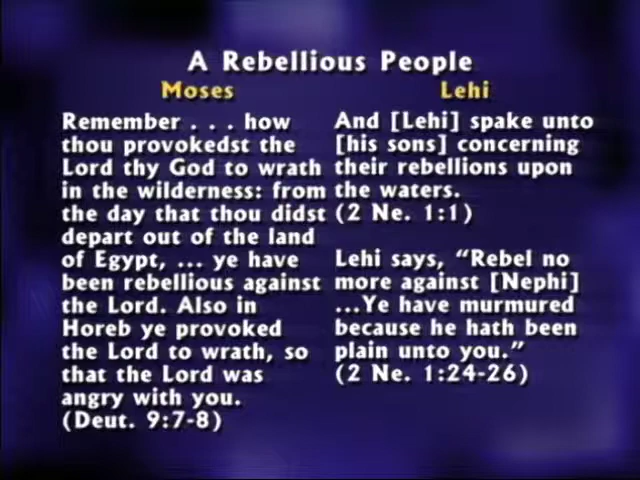 A Rebellious People
Moses
Remember . . . how
thou provokedst the
Lord thy God to wrath
in the wilderness: from
the day that thou didst
depart out of the land
of Egypt, ... ye have
been rebellious against
the Lord. Also in
Horeb ye provoked
the Lord to wrath, so
that the Lord was
angry with you.
(Deut. 9:7-8)
Lehi
And [Lehi] spake unto
[his sons] concerning
their rebellions upon
the waters.
(2 Ne. 1:1)
Lehi says, “Rebel no
more against [Nephi]
...Ye have murmured
because he hath been
plain unto you.”
(2 Ne. 1:24-26)